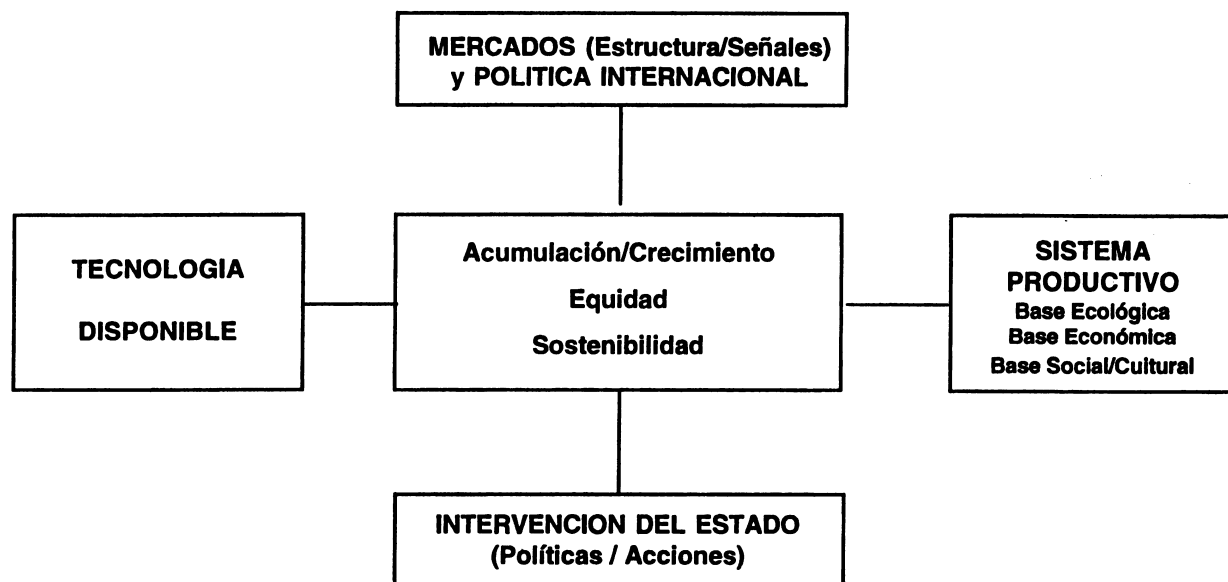 MERCADOS (Estructura/Señales)
y POLITICA INTERNACIONAL
TECNOLOGIA
DISPONIBLE
Acumulación/Crecimiento
Equidad
Sostenibilidad
SISTEMA
PRODUCTIVO
Base Ecológica
Base Económica
Base Social/Cultural
INTERVENCION DEL ESTADO
(Políticas / Acciones)